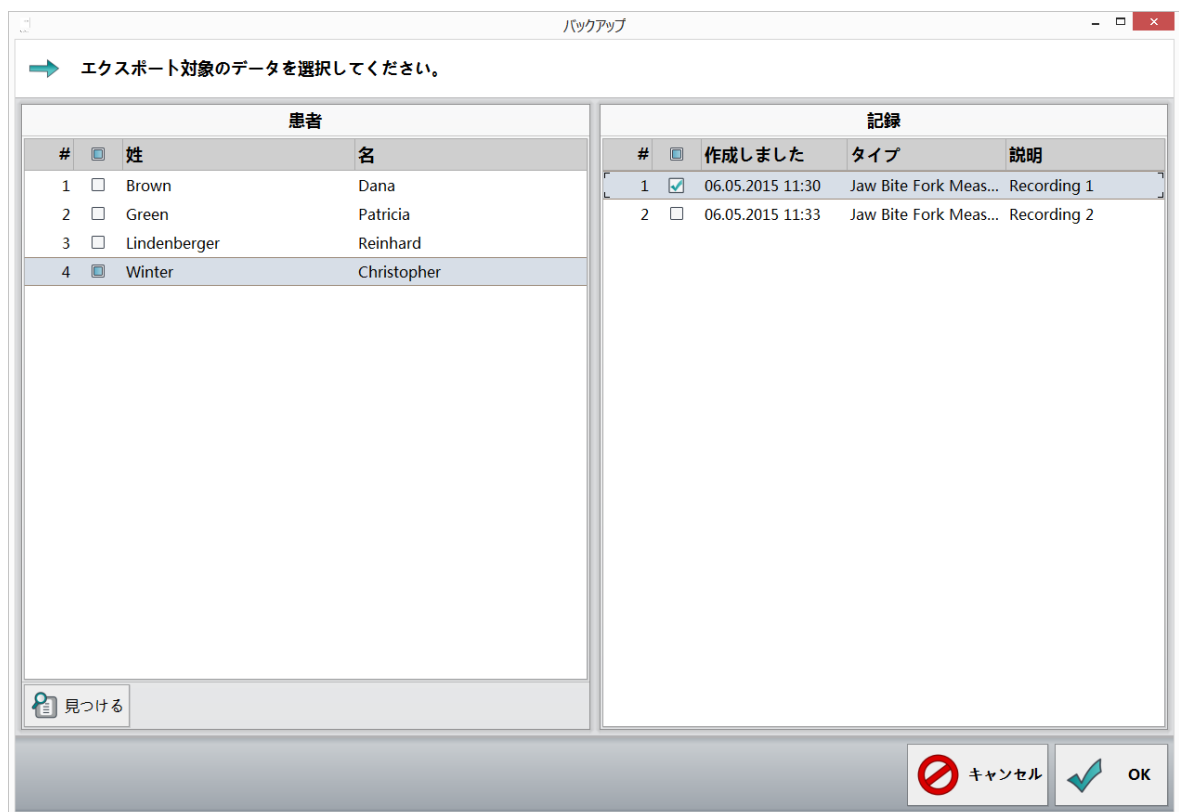 バックアップ
エクスポート対象のデータを選択してください。
患者
# 姓 名
1 Brown Dana
2 Green Patricia
3 Lindenberger Reinhard
4 Winter Christopher
見つける
記録
# 作成しました タイプ 説明
1 06.05.2015 11:30 Jaw Bite Fork Meas... Recording 1
2 06.05.2015 11:33 Jaw Bite Fork Meas... Recording 2
キャンセル OK